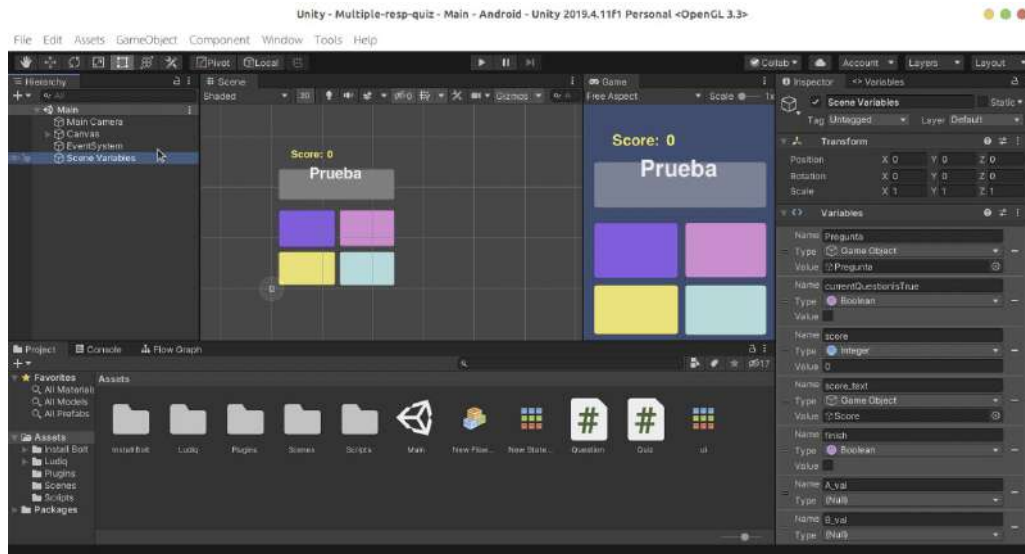 Unity - Multiple-resp-quiz - Main - Android - Unity 2019.4.11f1 Personal <OpenGL 3.3>
File Edit Assets GameObject Component Window Tools Help
Pivot Local Collab Account Layers Layout
Hierarchy
All
Main
Main Camera
Canvas
EventSystem
Scene Variables
Scene
Shaded 2D Gizmos
Score: 0
Prueba
Game
Free Aspect Scale 1x
Score: 0
Prueba
Inspector <> Variables
Scene Variables Static
Tag Untagged Layer Default
Transform
Position X 0 Y 0 Z 0
Rotation X 0 Y 0 Z 0
Scale X 1 Y 1 Z 1
Variables
Name Pregunta
Type Game Object
Value Pregunta
Name currentQuestionIsTrue
Type Boolean
Value
Name score
Type Integer
Value 0
Name score_text
Type Game Object
Value Score
Name finish
Type Boolean
Value
Name A_val
Type (Null)
Name B_val
Type (Null)
Project Console Flow Graph
17
Favorites
All Materials
All Models
All Prefabs
Assets
Install Bolt
Ludiq
Plugins
Scenes
Scripts
Packages
Assets
Install Bolt Ludiq Plugins Scenes Scripts Main New Flow... New State... Question Quiz ui